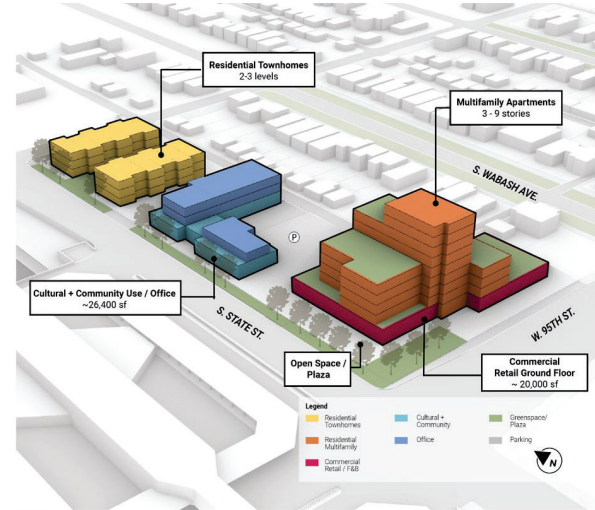 Residential Townhomes
2-3 levels
Multifamily Apartments
3 - 9 stories
S. WABASH AVE.
P
Cultural + Community Use / Office
~26,400 sf
S. STATE ST.
W. 95TH ST.
Open Space /
Plaza
Commercial
Retail Ground Floor
~ 20,000 sf
Legend
Residential
Townhomes
Cultural +
Community
Greenspace/
Plaza
Residential
Multifamily
Office
Parking
Commercial
Retail / F&B
N